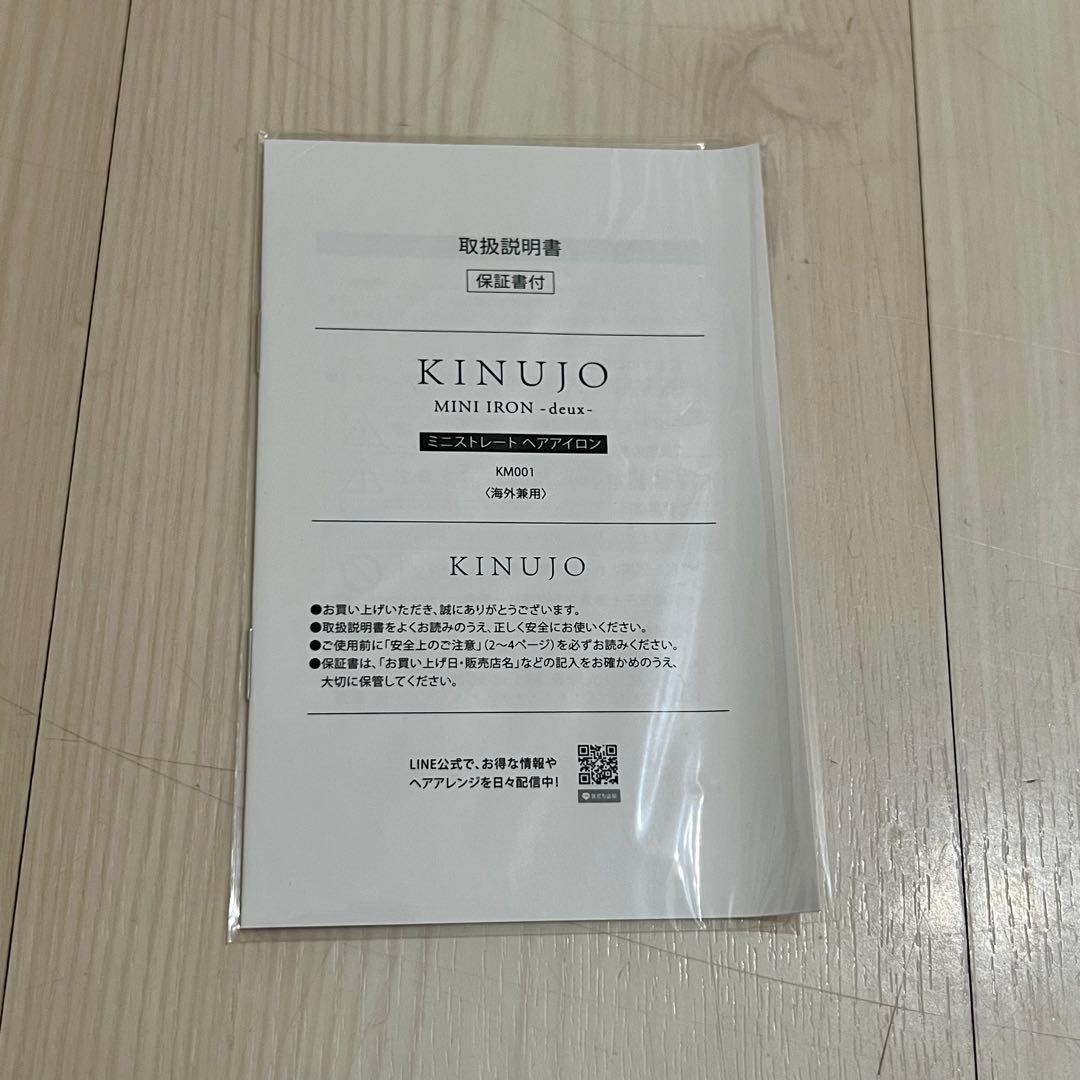 取扱説明書
保証書付
KINUJO
MINI IRON -deux-
ミニストレート ヘアアイロン
KM001
〈海外兼用〉
KINUJO
●お買い上げいただき、誠にありがとうございます。
●取扱説明書をよくお読みのうえ、正しく安全にお使いください。
●ご使用前に「安全上のご注意」(2〜4ページ)を必ずお読みください。
●保証書は、「お買い上げ日・販売店名」などの記入をお確かめのうえ、
大切に保管してください。
LINE公式で、お得な情報や
ヘアアレンジを日々配信中!
友だち追加